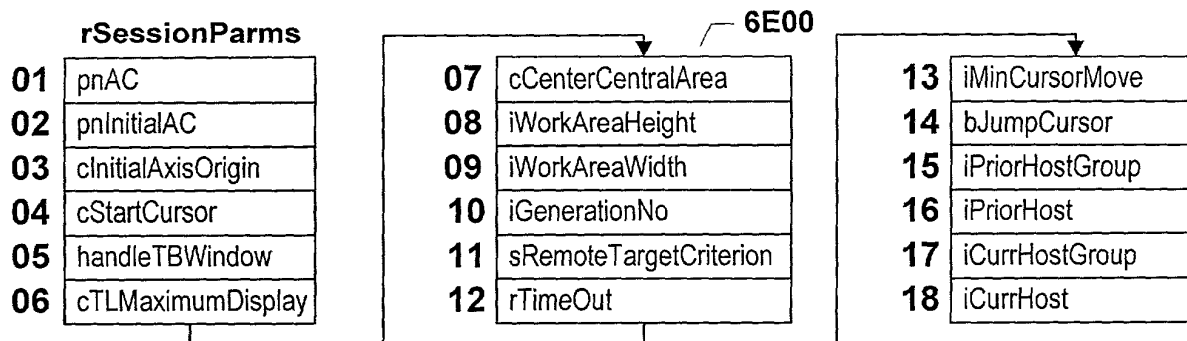 6E00
rSessionParms
01 pnAC
02 pnInitialAC
03 cInitialAxisOrigin
04 cStartCursor
05 handleTBWindow
06 cTLMaximumDisplay
07 cCenterCentralArea
08 iWorkAreaHeight
09 iWorkAreaWidth
10 iGenerationNo
11 sRemoteTargetCriterion
12 rTimeOut
13 iMinCursorMove
14 bJumpCursor
15 iPriorHostGroup
16 iPriorHost
17 iCurrHostGroup
18 iCurrHost